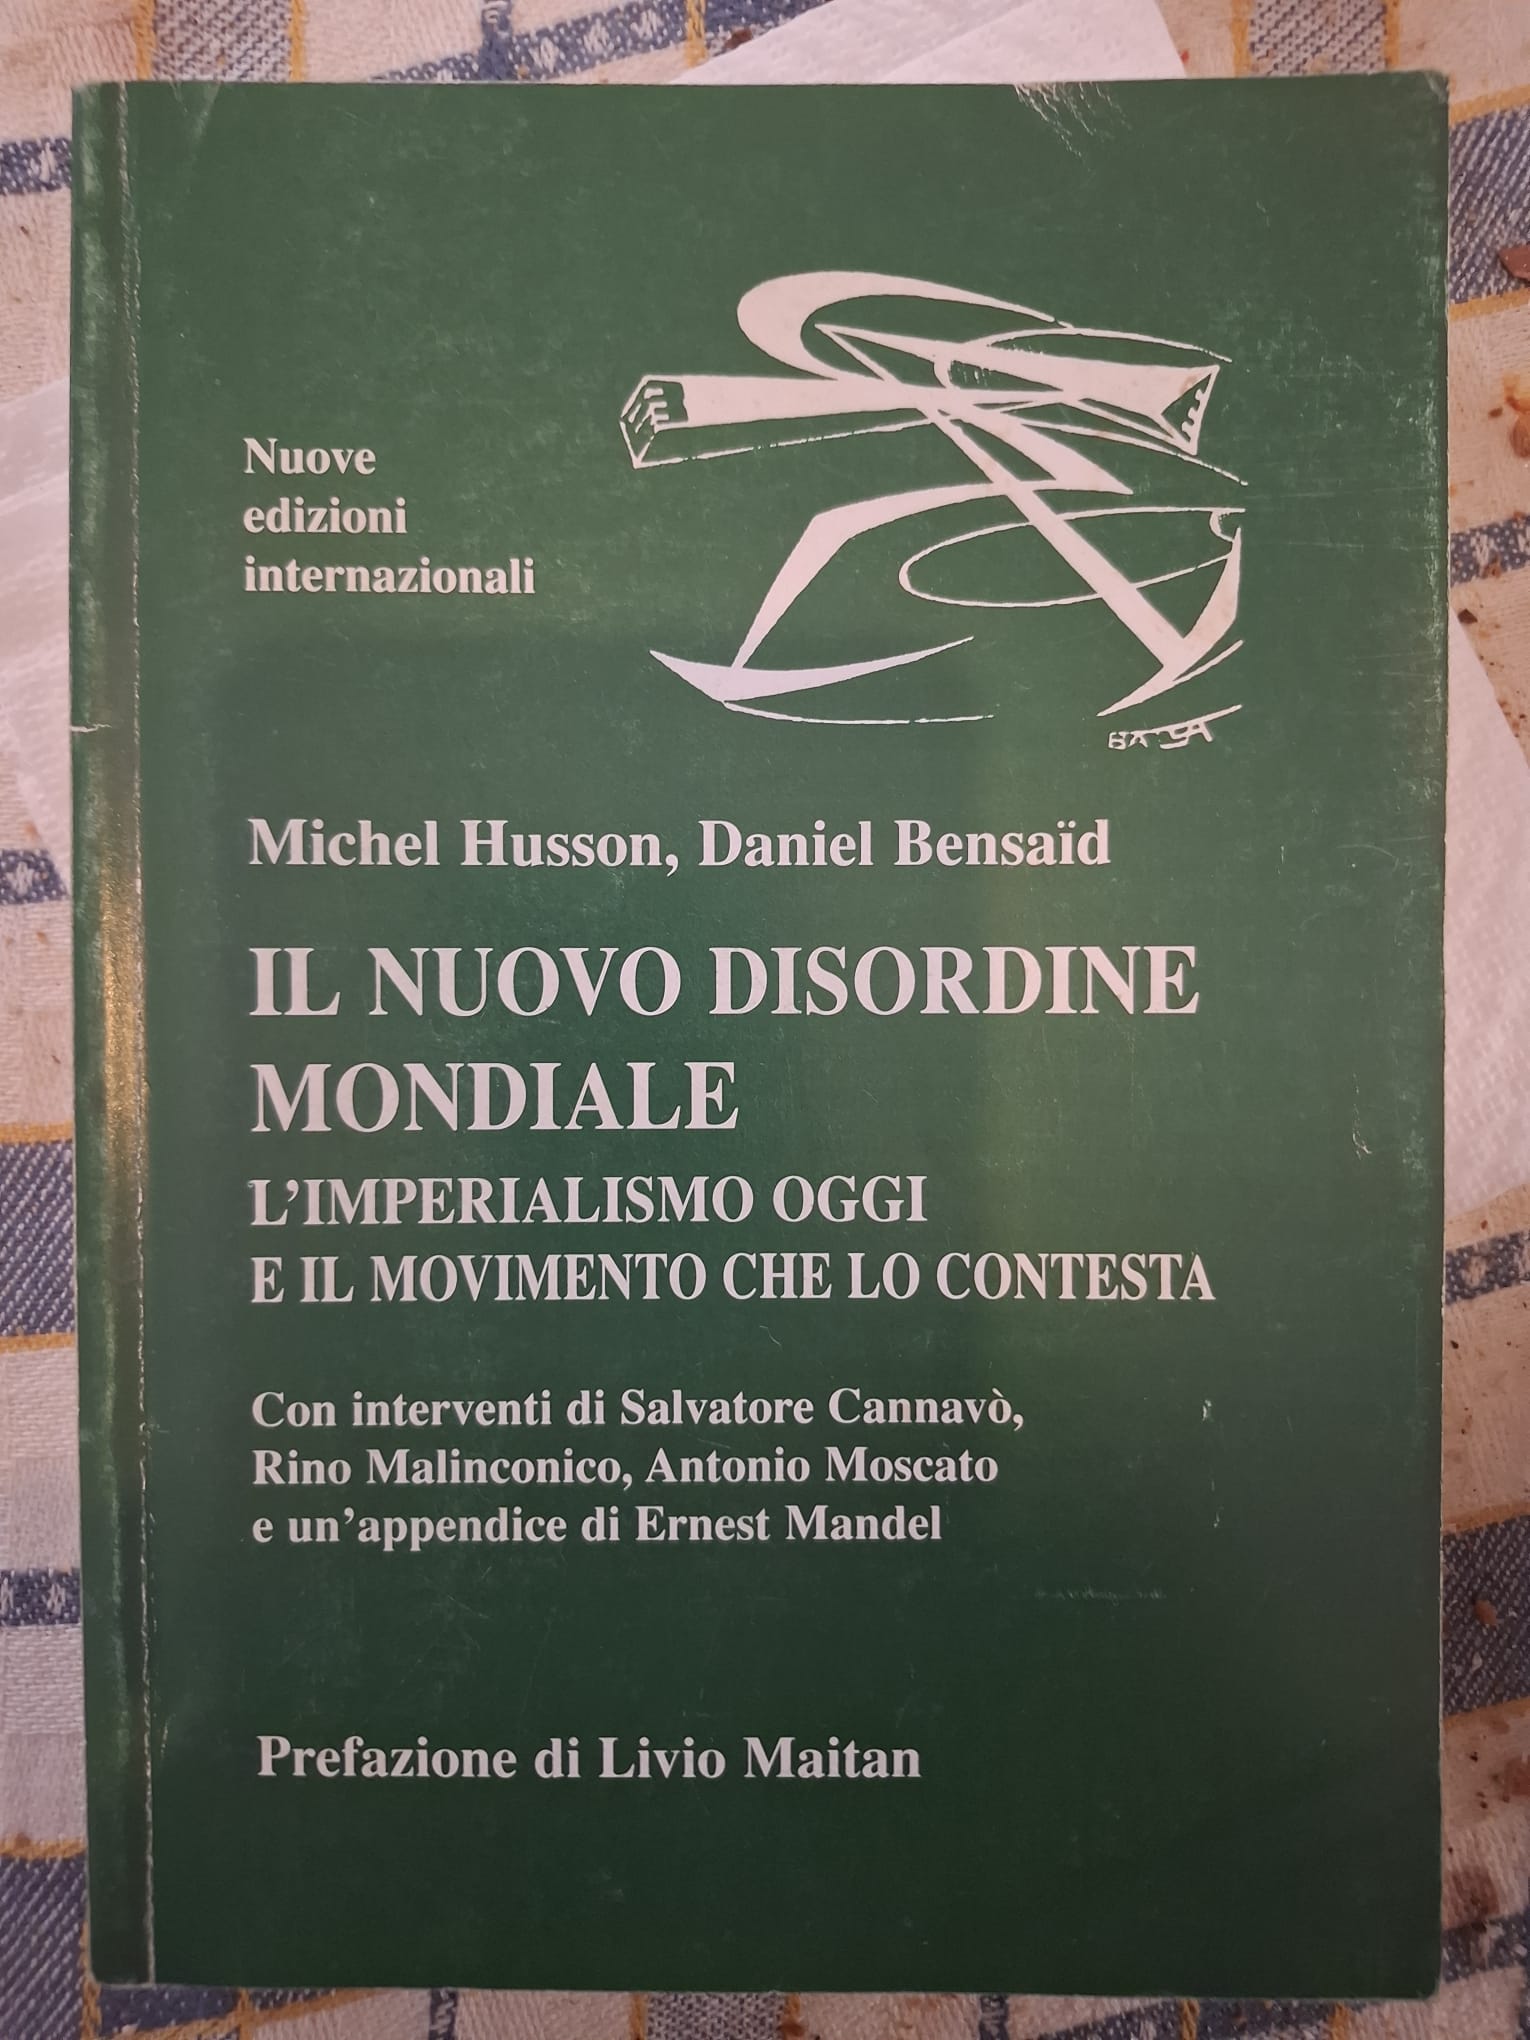 Nuove
edizioni
internazionali
Michel Husson, Daniel Bensaïd
IL NUOVO DISORDINE
MONDIALE
L’IMPERIALISMO OGGI
E IL MOVIMENTO CHE LO CONTESTA
Con interventi di Salvatore Cannavò,
Rino Malinconico, Antonio Moscato
e un’appendice di Ernest Mandel
Prefazione di Livio Maitan